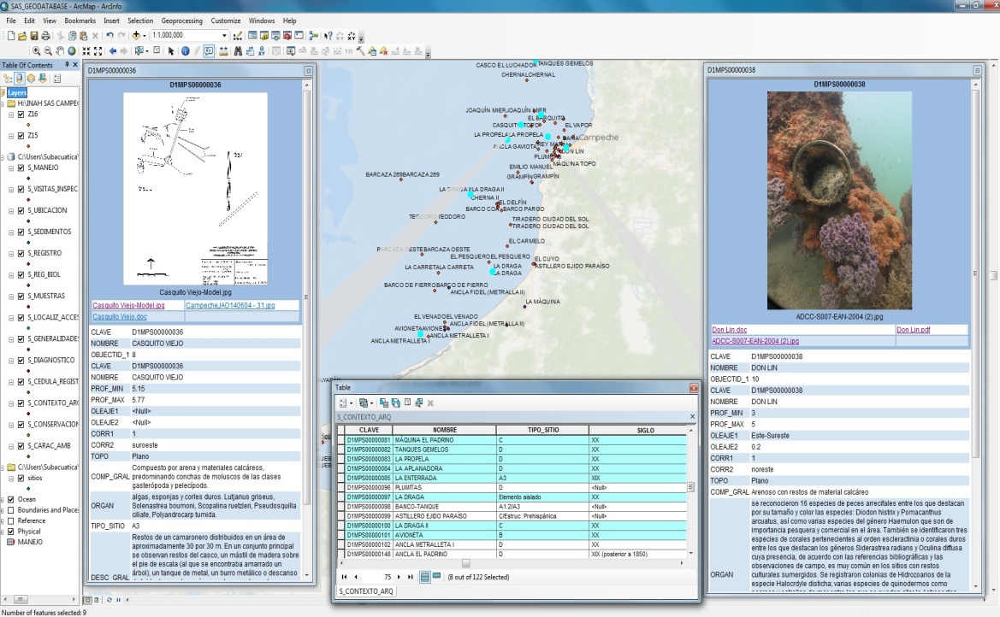 SAS_GEODATABASE - ArcMap - ArcInfo
File Edit View Bookmarks Insert Selection Geoprocessing Customize Windows Help
1:1,000,000
Table Of Contents
Layers
H:\INAH SAS CAMPEC
Z16
Z15
C:\Users\Subacuatica
S_MANEJO
S_VISITAS_INSPEC
S_UBICACION
S_SEDIMENTOS
S_REGISTRO
S_REG_BIOL
S_MUESTRAS
S_LOCALIZ_ACCES
S_GENERALIDADES
S_DIAGNOSTICO
S_CEDULA_REGIST
S_CONTEXTO_ARQ
S_CONSERVACION
S_CARAC_AMB
C:\Users\Subacuatica
sitios
Ocean
Boundaries and Places
Reference
Physical
MANEJO
Number of features selected: 9
D1MPS00000036
D1MPS00000036
Casquito Viejo-Model.jpg
Casquito Viejo-Model.jpg CampecheJAO140604 - 31.jpg
Casquito Viejo.doc
CLAVE D1MPS00000036
NOMBRE CASQUITO VIEJO
OBJECTID_1 8
CLAVE D1MPS00000036
NOMBRE CASQUITO VIEJO
PROF_MIN 5.15
PROF_MAX 5.77
OLEAJE1 <Null>
OLEAJE2 <Null>
CORR1 1
CORR2 suroeste
TOPO Plano
COMP_GRAL Compuesto por arena y materiales calcáreos, predominando conchas de moluscos de las clases gasterópoda y pelecípodo.
ORGAN algas, esponjas y corles duros. Lutjanus griseus, Solenastrea bournoni, Scopalina ruetzleri, Pseudosquilla ciliate, Polyandrocarp tumida.
TIPO_SITIO A3
DESC_GRAL Restos de un camaronero distribuidos en un área de aproximadamente 30 por 30 m. En un conjunto principal se observan restos del casco, un mástil de madera sobre el pie de escala (al que se encontraba amarrado un árbol), un tanque de metal, un burro metálico o descanso
CASCO EL LUCHADOR TANQUES GEMELOS
CHERNAL CHERNAL
JOAQUÍN MIER JOAQUÍN MIER
EL BARQUITO
CASQUITO TOPO EL VAPOR
LA PROPELA LA PROPELA
Campeche
ANCLA GAVIOTA
DON LIN
PLUMITAS
MÁQUINA TOPO
EMILIO MANUEL
BARCAZA 269 BARCAZA 269
GRAMPÍN GRAMPÍN
LA DRAGA II LA DRAGA II
CHERNA II
EL DELFÍN
BARCO PARGO
TEODORO TEODORO
TIRADERO CIUDAD DEL SOL
TIRADERO CIUDAD DEL SOL
EL CARMELO
BARCAZA OESTE BARCAZA OESTE
EL PESQUERO EL PESQUERO
EL CUYO
LA CARRETA LA CARRETA
LA DRAGA
LA DRAGA
ASTILLERO EJIDO PARAÍSO
BARCO DE FIERRO BARCO DE FIERRO
ANCLA FIDEL (METRALLA II)
LA MÁQUINA
EL VENADO EL VENADO
ANCLA FIDEL (METRALLA II)
AVIONETA AVIONETA
ANCLA METRALLETA I
ANCLA METRALLETA I
Table
S_CONTEXTO_ARQ
CLAVE NOMBRE TIPO_SITIO SIGLO
D1MPS00000081 MÁQUINA EL PADRINO C XX
D1MPS00000082 TANQUES GEMELOS D XX
D1MPS00000083 LA PROPELA D XX
D1MPS00000084 LA APLANADORA D XX
D1MPS00000085 LA ENTERRADA A3 XIX
D1MPS00000096 PLUMITAS D <Null>
D1MPS00000097 LA DRAGA Elemento aislado XX
D1MPS00000098 BANCO-TANQUE A1.2/A3 <Null>
D1MPS00000099 ASTILLERO EJIDO PARAÍSO C/Estruc. Prehispánica <Null>
D1MPS00000100 LA DRAGA II C XX
D1MPS00000101 AVIONETA B XX
D1MPS00000102 ANCLA METRALLETA I D XX
D1MPS00000148 ANCLA EL PADRINO D XIX (posterior a 1850)
75 (8 out of 122 Selected)
S_CONTEXTO_ARQ
D1MPS00000038
D1MPS00000038
ADCC-S007-EAN-2004 (2).jpg
Don Lin.doc Don Lin.pdf
ADCC-S007-EAN-2004 (2).jpg
CLAVE D1MPS00000038
NOMBRE DON LIN
OBJECTID_1 10
CLAVE D1MPS00000038
NOMBRE DON LIN
PROF_MIN 3
PROF_MAX 5
OLEAJE1 Este-Sureste
OLEAJE2 0.2
CORR1 1
CORR2 noreste
TOPO Plano
COMP_GRAL Arenoso con restos de material calcáreo
ORGAN se reconocieron 16 especies de peces arrecifales entre los que destacan por su tamaño y color las especies: Diodon histrix y Pomacanthus arcuatus, así como varias especies del género Haemulon que son de importancia pesquera y comercial en el área. También se identificaron tres especies de corales pertenecientes al orden escleractinia o corales duros entre los que destacan los géneros Siderastrea radians y Oculina diffusa cuya presencia, de acuerdo con las referencias bibliográficas y las observaciones de campo, es muy común en los sitios con restos culturales sumergidos. Se registraron colonias de Hidrozoarios de la especie Halocrdyle disticha; varias especies de quinodermos como